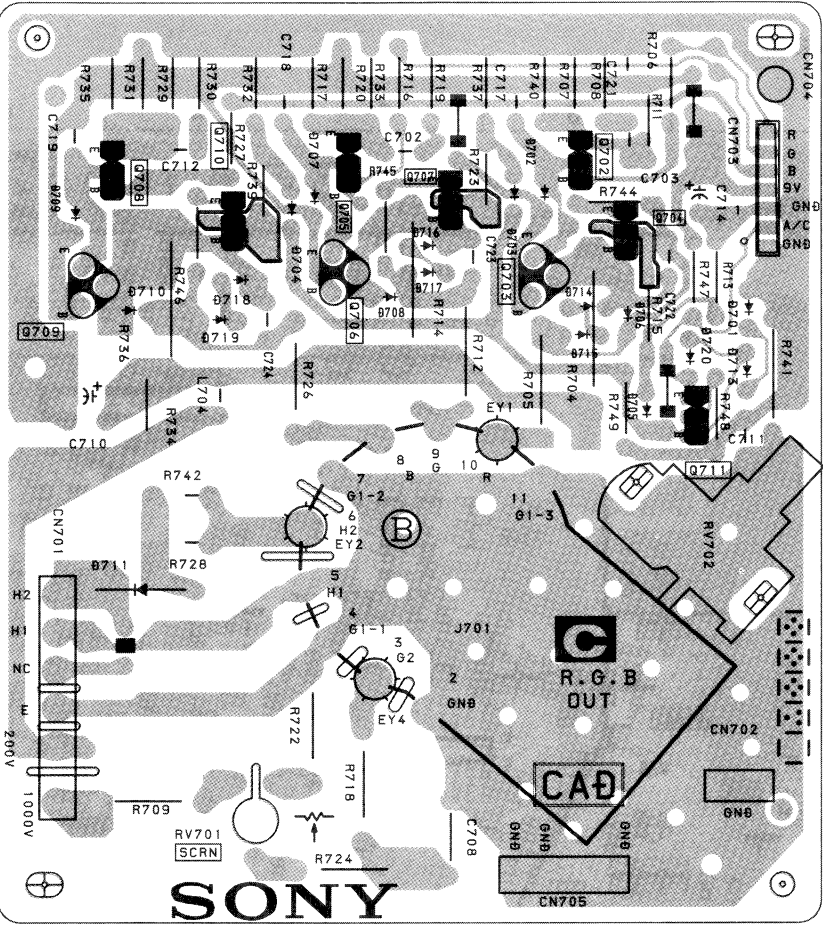 R735
R731
R729
R730
R732
C718
R717
R720
R733
R716
R719
R737
C717
R740
R707
R708
C721
R706
R711
CN704
CN703
R
G
B
9V
GND
A/C
GND
C719
E
B
Q708
D709
C712
Q710
R727
R739
D707
E
B
Q705
C702
R745
Q707
R723
D702
E
B
Q702
R744
C703
Q704
C714
D704
D716
D717
C723
D703
Q703
E
B
Q709
D710
R746
D718
D719
R736
C724
E
B
Q706
D708
R714
R712
E
B
D714
D715
D706
R715
C722
R747
R713
D701
D720
D713
R741
C710
R734
L704
R726
R705
R704
R749
D705
E
B
R748
C711
Q711
EY1
7
G1-2
8
B
9
G
10
R
11
G1-3
R742
6
H2
EY2
B
RV702
CN701
D711
R728
H2
H1
NC
E
200V
1000V
5
H1
4
G1-1
3
G2
2
GND
J701
C
R.G.B
OUT
EY4
R722
R718
CN702
GND
CAD
R709
RV701
SCRN
R724
C708
GND
GND
GND
CN705
SONY